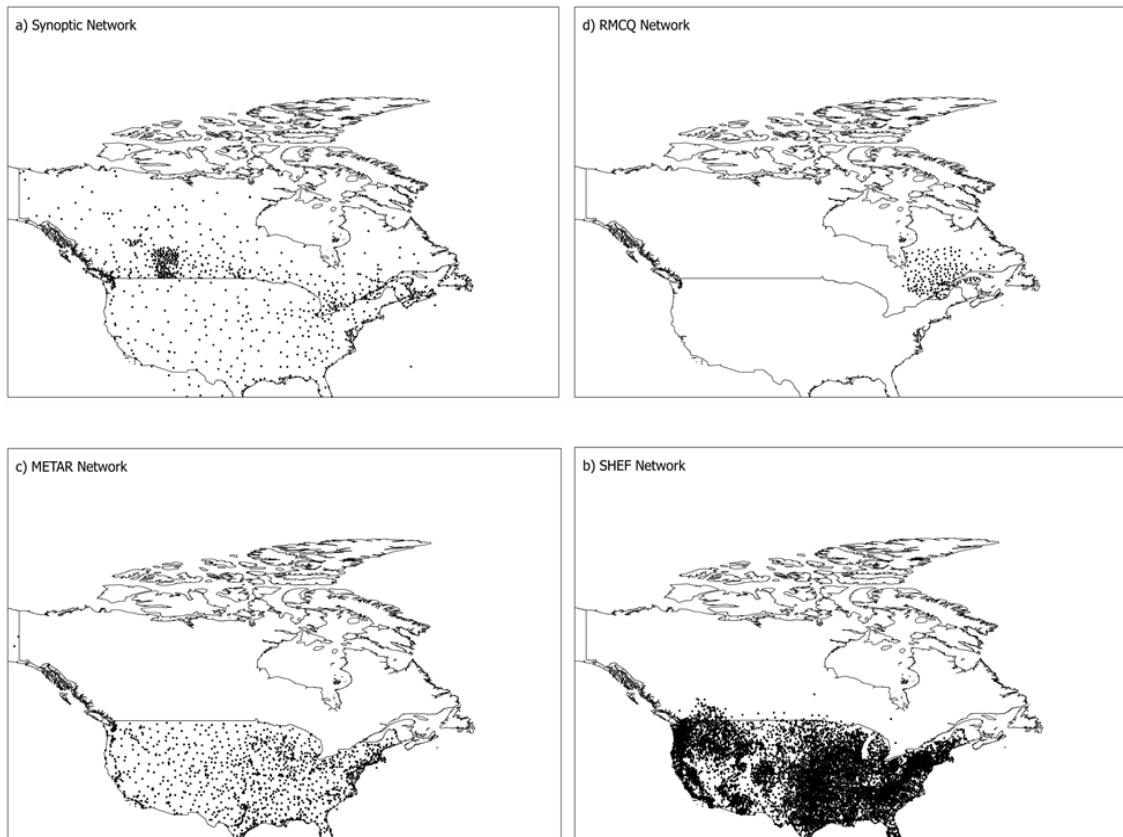 a) Synoptic Network
d) RMCQ Network
c) METAR Network
b) SHEF Network